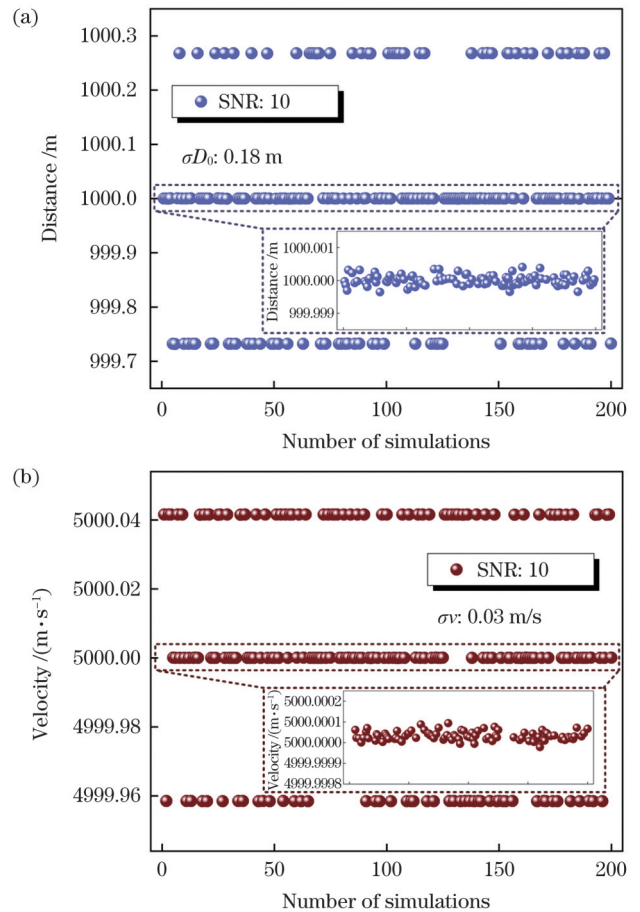 (a)
1000.3
1000.2
1000.0
999.9
999.8
999.7
Distance /m
SNR: 10
σD₀: 0.18 m
1000.001
1000.000
999.999
Distance /m
0 50 100 150 200
Number of simulations
(b)
5000.04
5000.02
5000.00
4999.98
4999.96
Velocity /(m·s⁻¹)
SNR: 10
σv: 0.03 m/s
5000.0002
5000.0001
5000.0000
4999.9999
4999.9998
Velocity /(m·s⁻¹)
0 50 100 150 200
Number of simulations